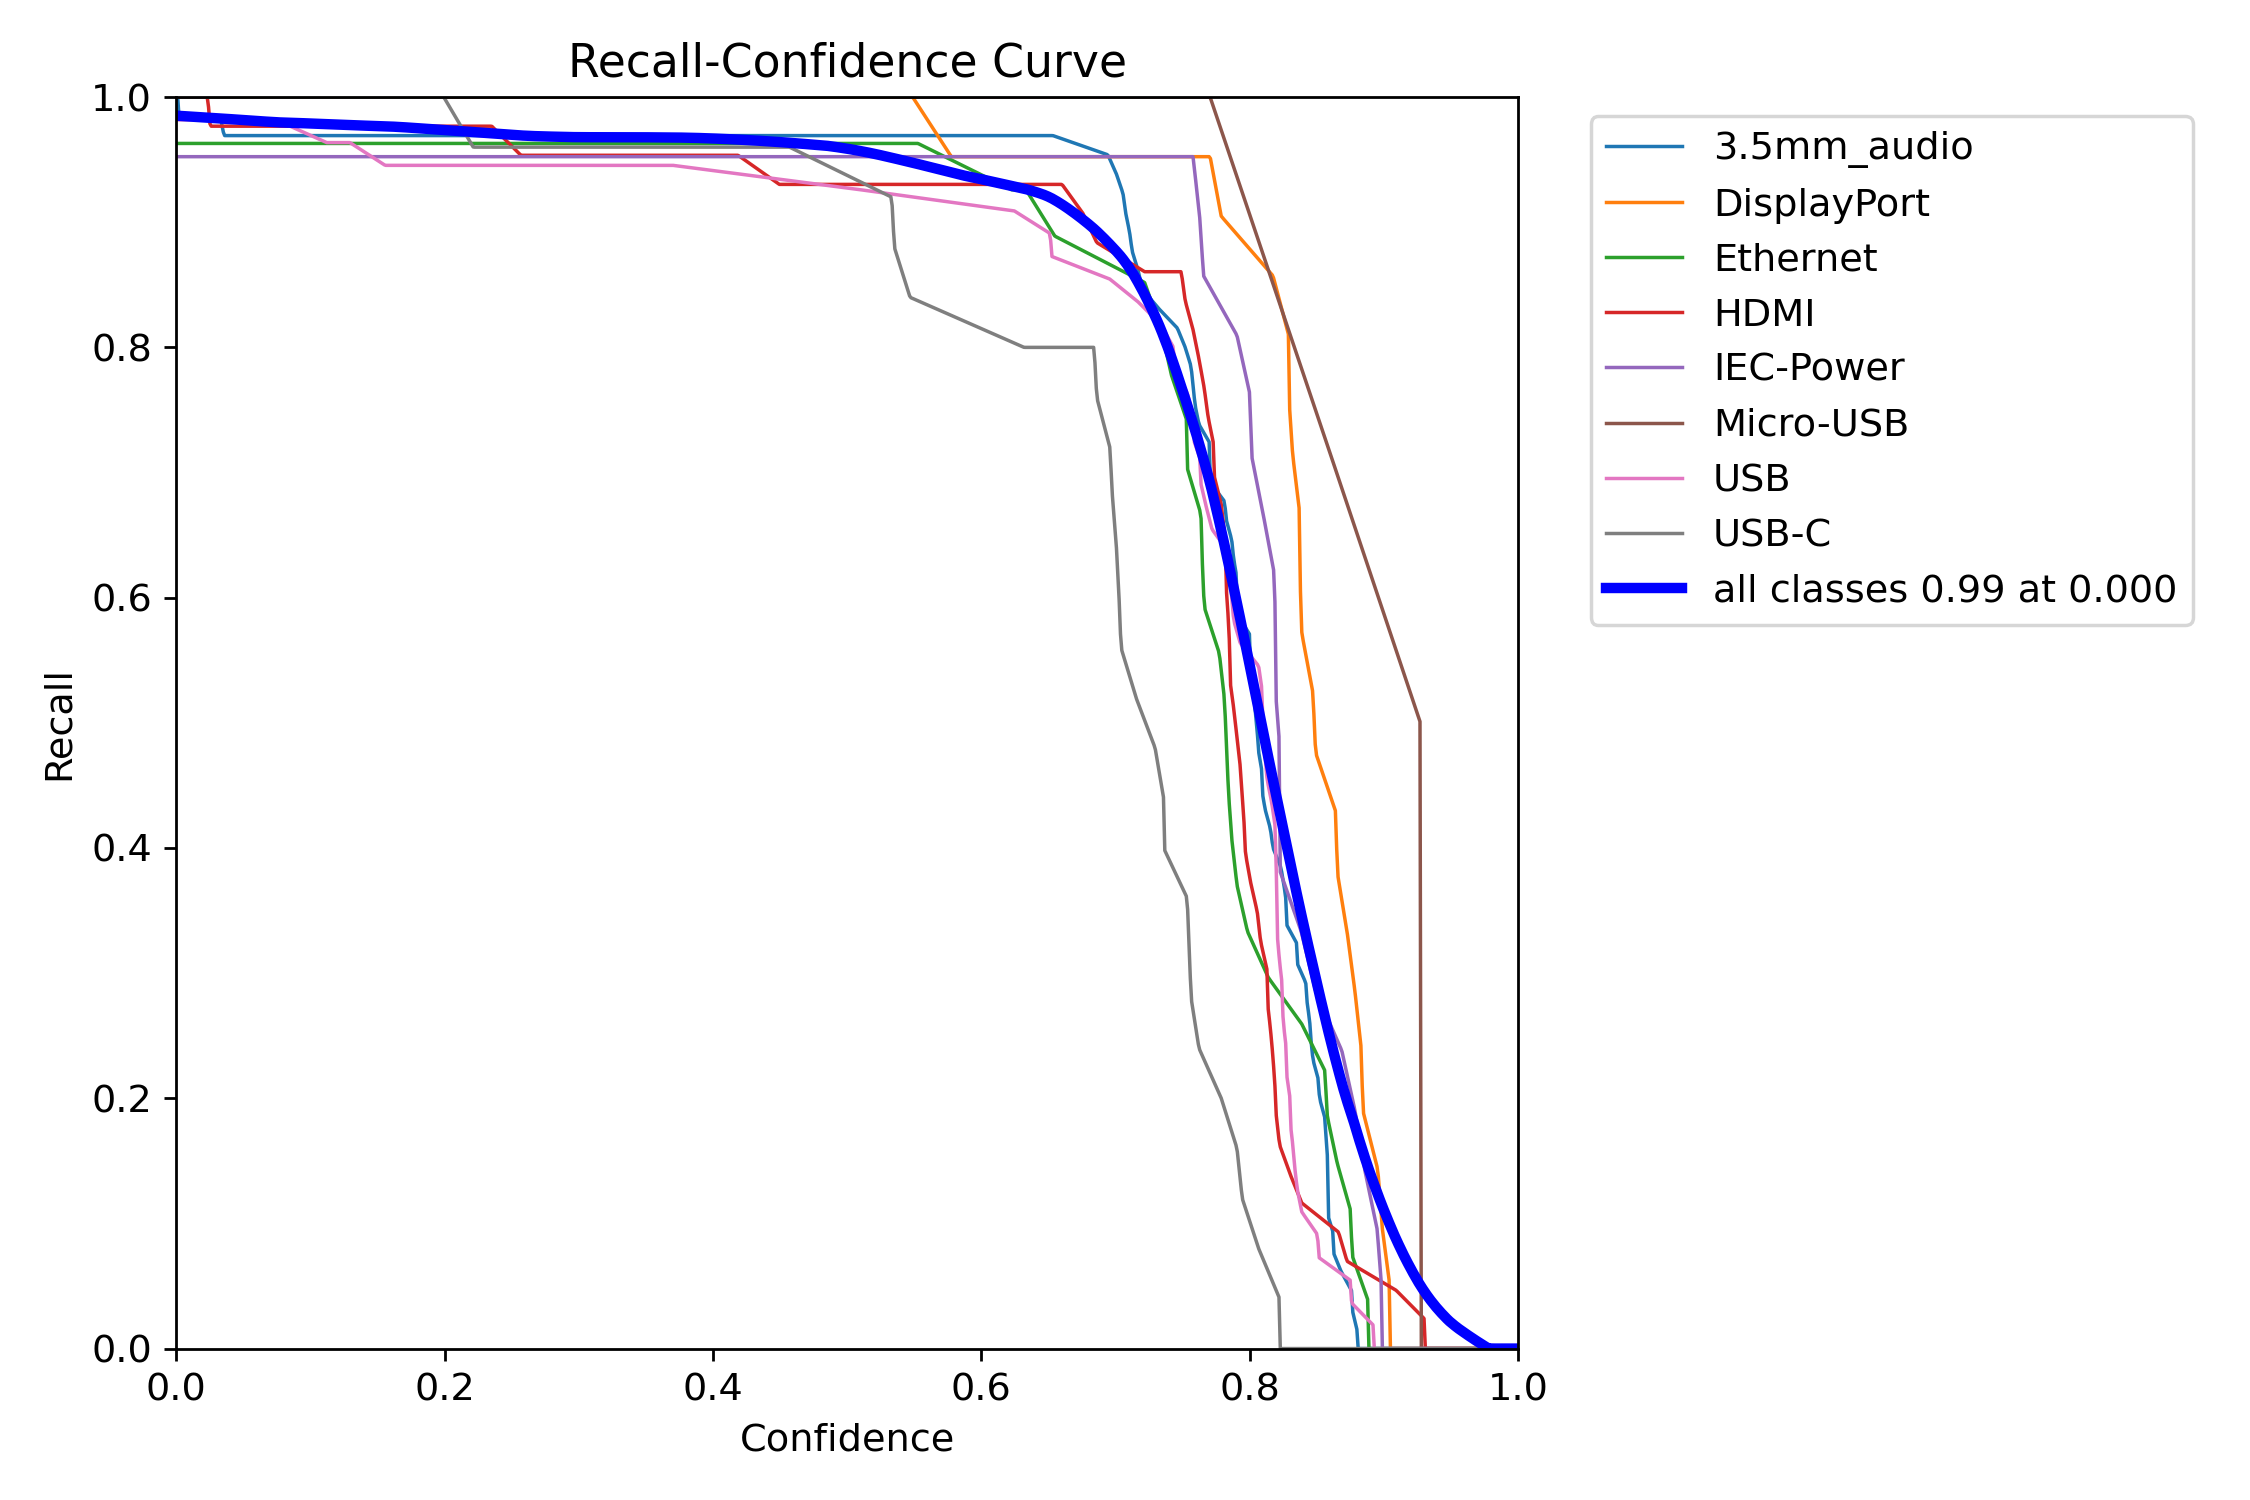 Recall-Confidence Curve
1.0
0.8
0.6
0.4
0.2
0.0
Recall
0.0 0.2 0.4 0.6 0.8 1.0
Confidence
3.5mm_audio
DisplayPort
Ethernet
HDMI
IEC-Power
Micro-USB
USB
USB-C
all classes 0.99 at 0.000